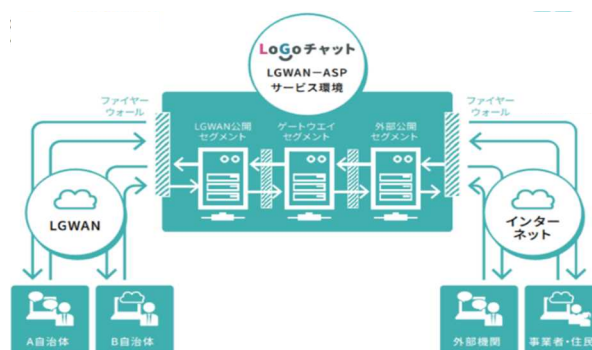 LoGoチャット
LGWAN－ASP
サービス環境
ファイヤー
ウォール
LGWAN公開
セグメント
ゲートウエイ
セグメント
外部公開
セグメント
ファイヤー
ウォール
LGWAN
インター
ネット
A自治体
B自治体
外部機関
事業者・住民